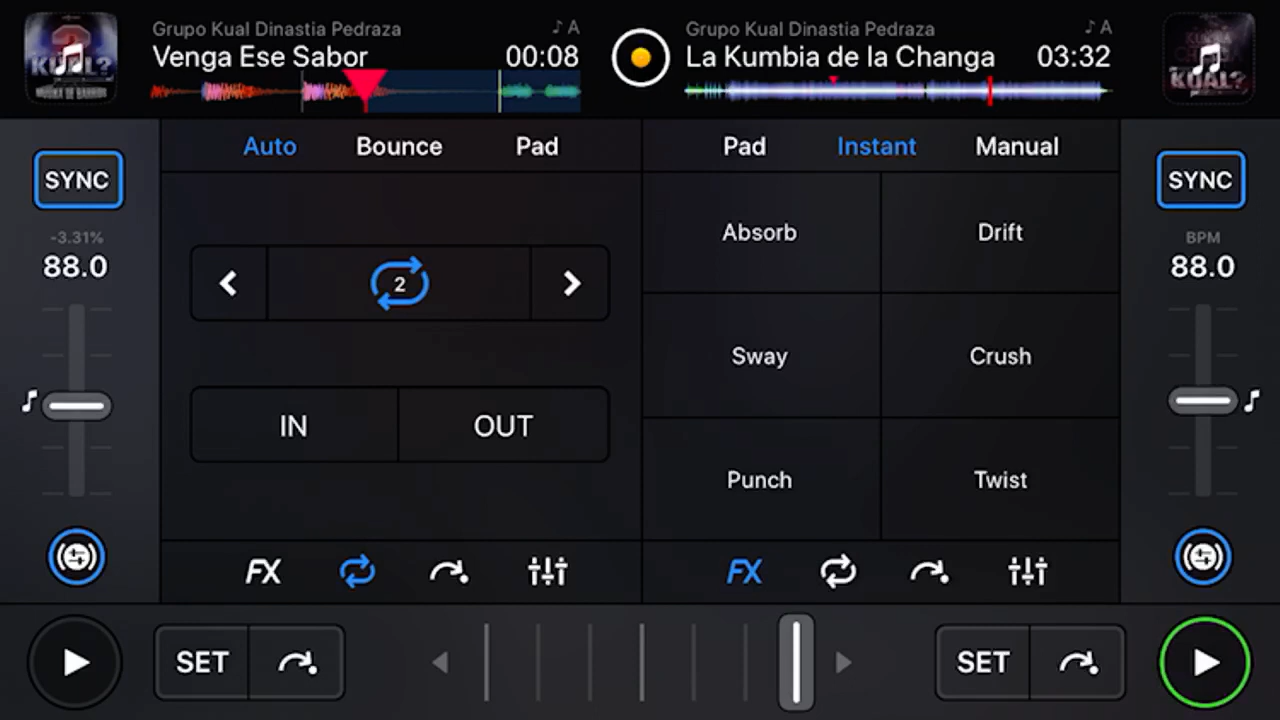 Grupo Kual Dinastia Pedraza
A
Venga Ese Sabor
00:08
Grupo Kual Dinastia Pedraza
A
La Kumbia de la Changa
03:32
KUAL?
KUAL?
SYNC
-3.31%
88.0
Auto
Bounce
Pad
2
IN
OUT
FX
Pad
Instant
Manual
Absorb
Drift
Sway
Crush
Punch
Twist
FX
SYNC
BPM
88.0
SET
SET